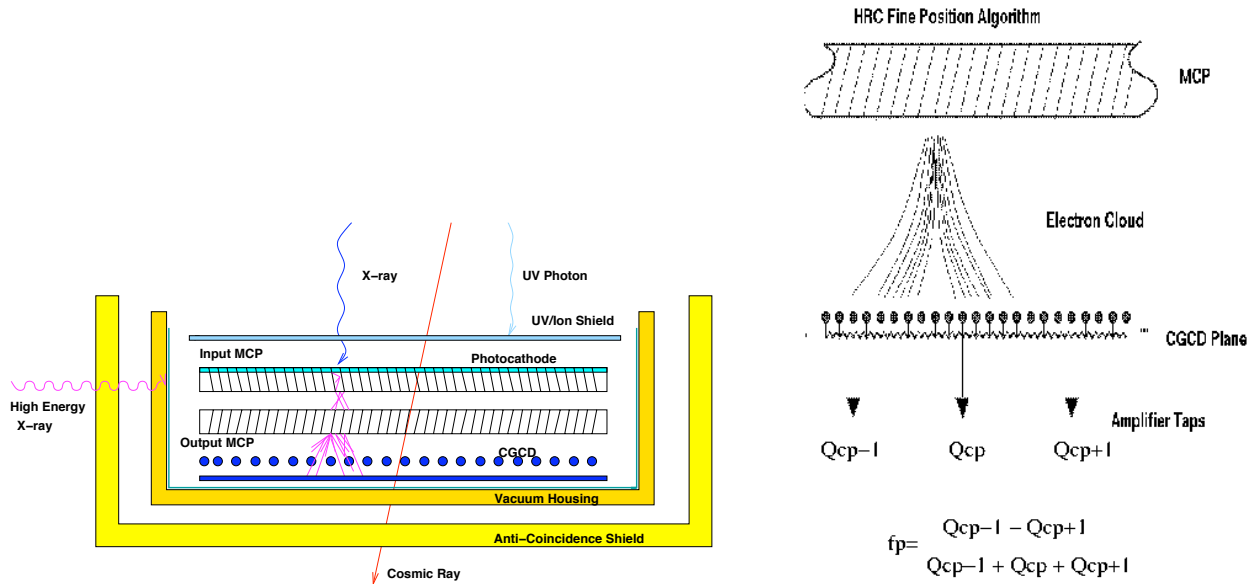 X–ray
UV Photon
UV/Ion Shield
Input MCP
Photocathode
High Energy
X–ray
Output MCP
CGCD
Vacuum Housing
Anti–Coincidence Shield
Cosmic Ray
HRC Fine Position Algorithm
MCP
Electron Cloud
CGCD Plane
Amplifier Taps
Qcp-1 Qcp Qcp+1
Qcp-1 - Qcp+1
fp=
Qcp-1 + Qcp + Qcp+1